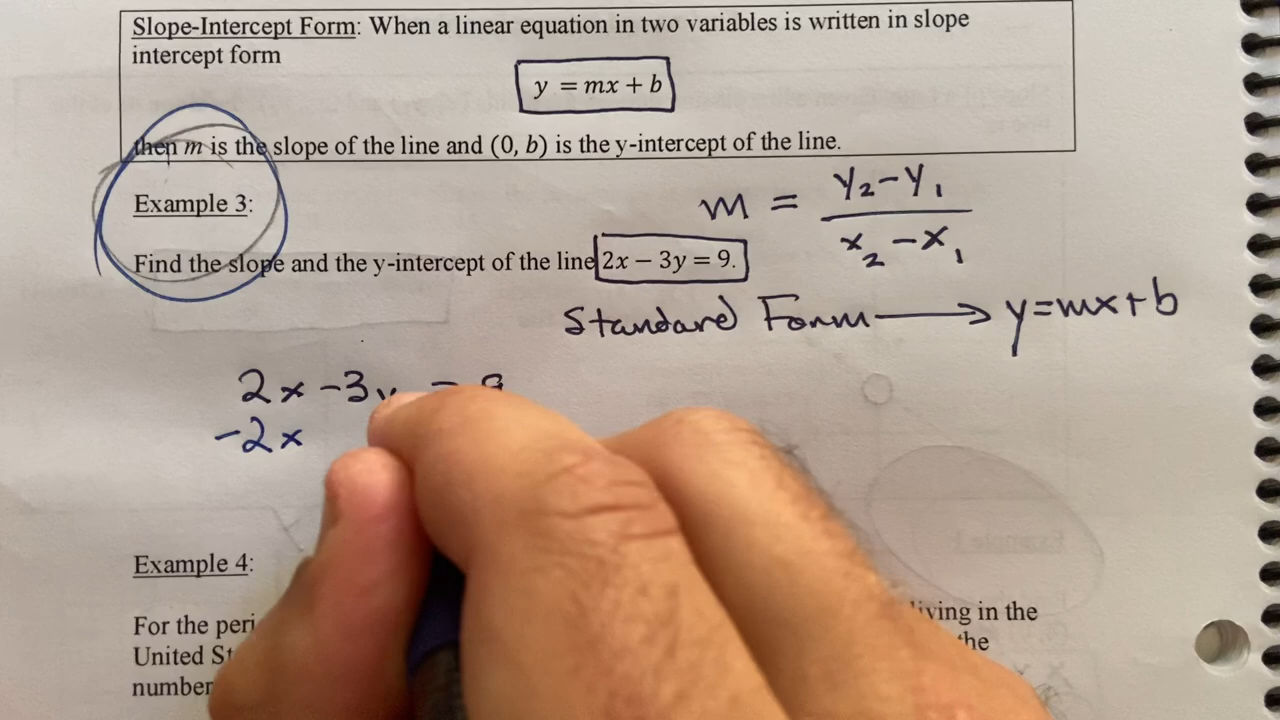 Slope-Intercept Form: When a linear equation in two variables is written in slope
intercept form
y = mx + b
then m is the slope of the line and (0, b) is the y-intercept of the line.
Example 3:
m = y₂-y₁
x₂-x₁
Find the slope and the y-intercept of the line 2x − 3y = 9.
Standard Form → y=mx+b
2x -3y = 9
-2x
Example 4:
For the living in the
United the
number